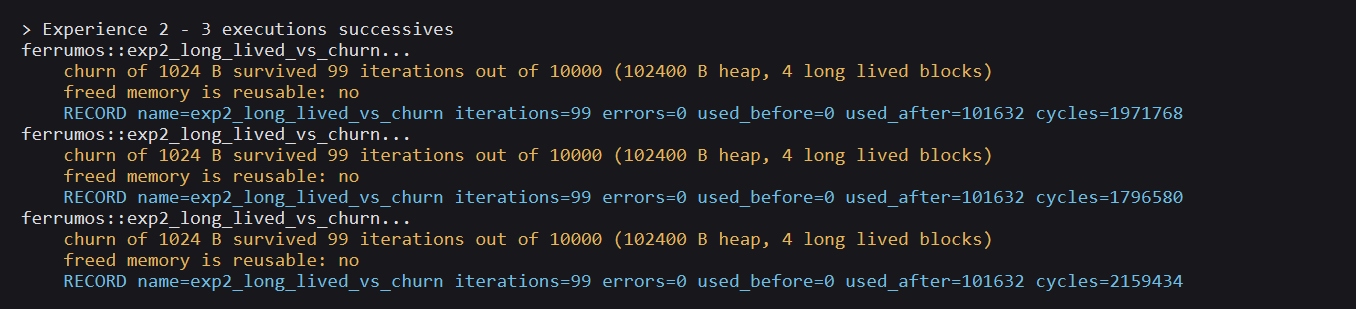 > Experience 2 - 3 executions successives
ferrumos::exp2_long_lived_vs_churn...
churn of 1024 B survived 99 iterations out of 10000 (102400 B heap, 4 long lived blocks)
freed memory is reusable: no
RECORD name=exp2_long_lived_vs_churn iterations=99 errors=0 used_before=0 used_after=101632 cycles=1971768
ferrumos::exp2_long_lived_vs_churn...
churn of 1024 B survived 99 iterations out of 10000 (102400 B heap, 4 long lived blocks)
freed memory is reusable: no
RECORD name=exp2_long_lived_vs_churn iterations=99 errors=0 used_before=0 used_after=101632 cycles=1796580
ferrumos::exp2_long_lived_vs_churn...
churn of 1024 B survived 99 iterations out of 10000 (102400 B heap, 4 long lived blocks)
freed memory is reusable: no
RECORD name=exp2_long_lived_vs_churn iterations=99 errors=0 used_before=0 used_after=101632 cycles=2159434